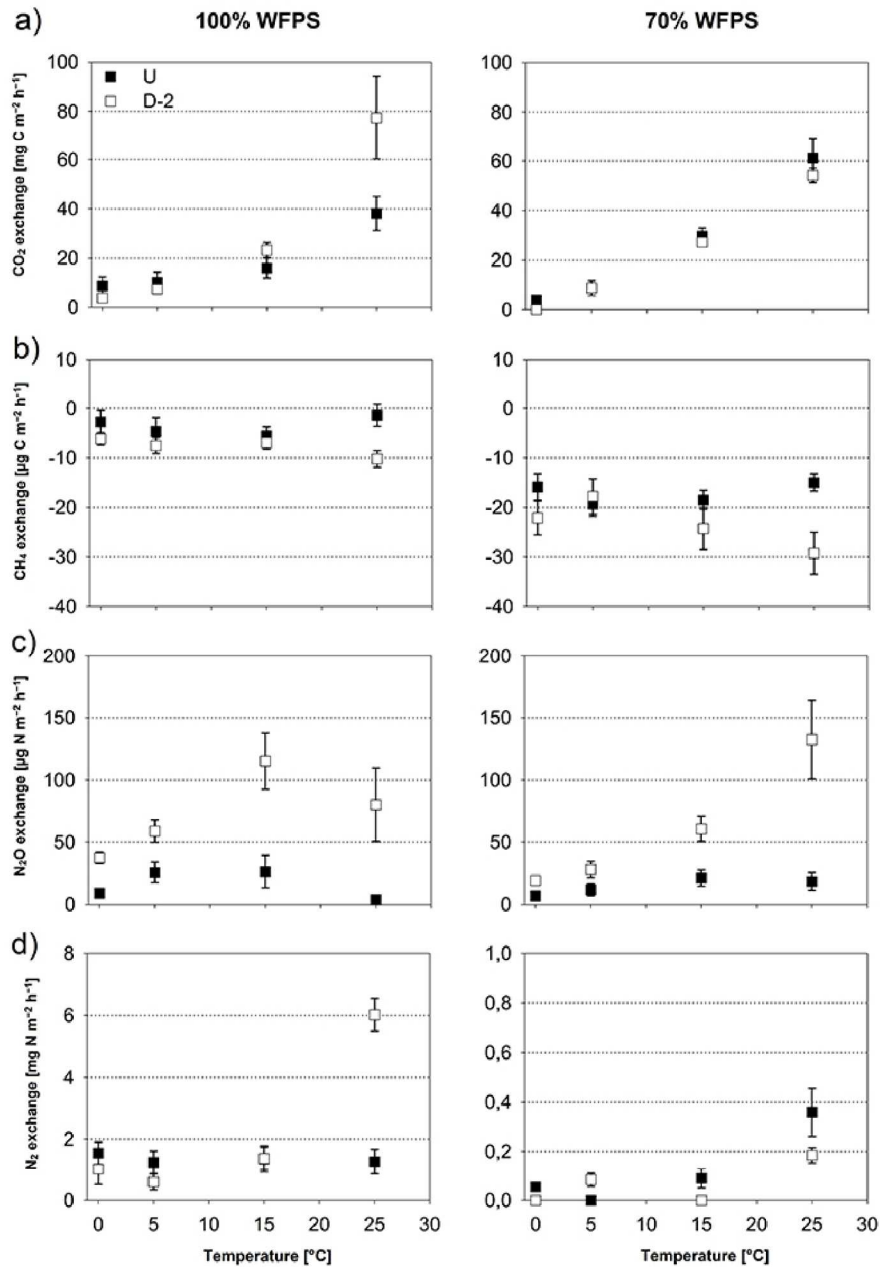 a)
100% WFPS
70% WFPS
CO₂ exchange [mg C m⁻² h⁻¹]
100
80
60
40
20
0
U
D-2
100
80
60
40
20
0
b)
CH₄ exchange [µg C m⁻² h⁻¹]
10
0
-10
-20
-30
-40
10
0
-10
-20
-30
-40
c)
N₂O exchange [µg N m⁻² h⁻¹]
200
150
100
50
0
200
150
100
50
0
d)
N₂ exchange [mg N m⁻² h⁻¹]
8
6
4
2
0
0 5 10 15 20 25 30
Temperature [°C]
1,0
0,8
0,6
0,4
0,2
0,0
0 5 10 15 20 25 30
Temperature [°C]